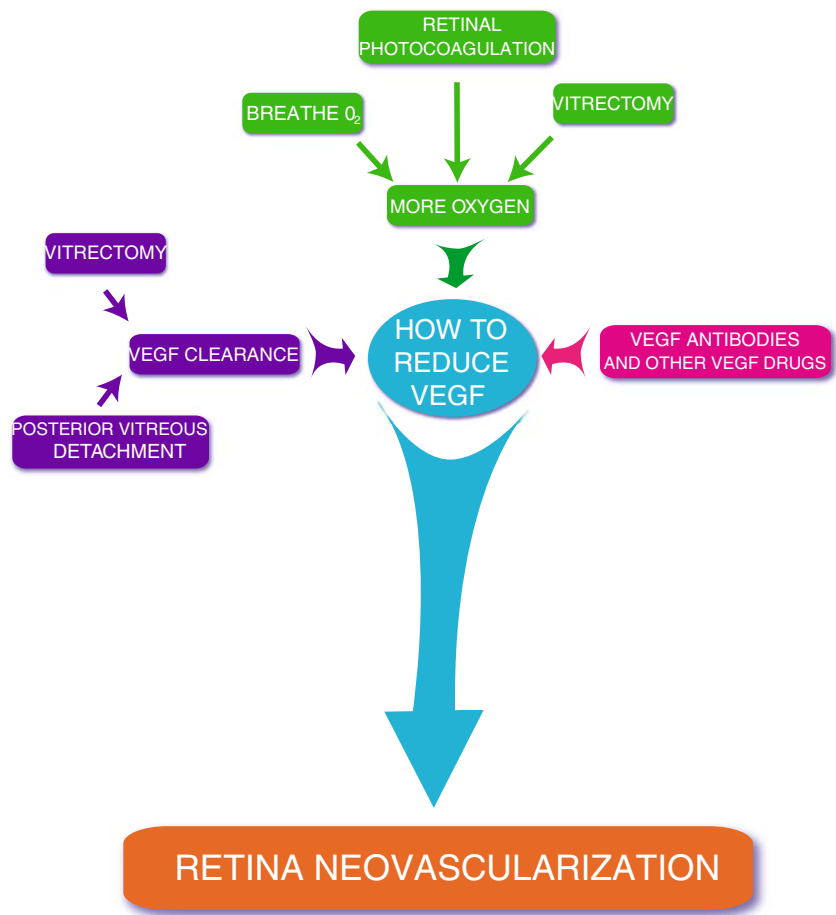 RETINAL
PHOTOCOAGULATION
BREATHE 0₂
VITRECTOMY
MORE OXYGEN
VITRECTOMY
VEGF CLEARANCE
POSTERIOR VITREOUS
DETACHMENT
HOW TO
REDUCE
VEGF
VEGF ANTIBODIES
AND OTHER VEGF DRUGS
RETINA NEOVASCULARIZATION